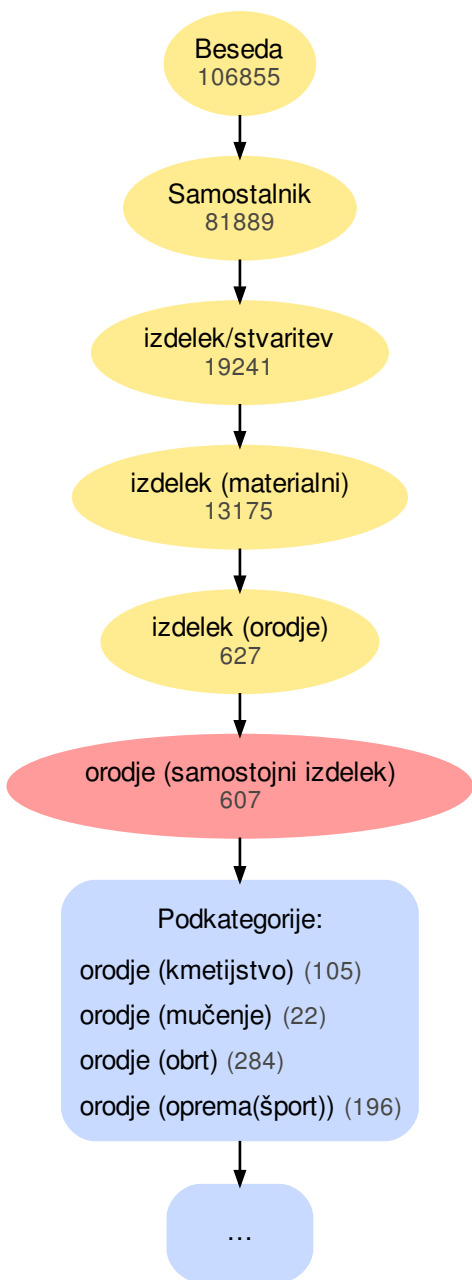 Beseda
106855
Samostalnik
81889
izdelek/stvaritev
19241
izdelek (materialni)
13175
izdelek (orodje)
627
orodje (samostojni izdelek)
607
Podkategorije:
orodje (kmetijstvo) (105)
orodje (mučenje) (22)
orodje (obrt) (284)
orodje (oprema(šport)) (196)
...